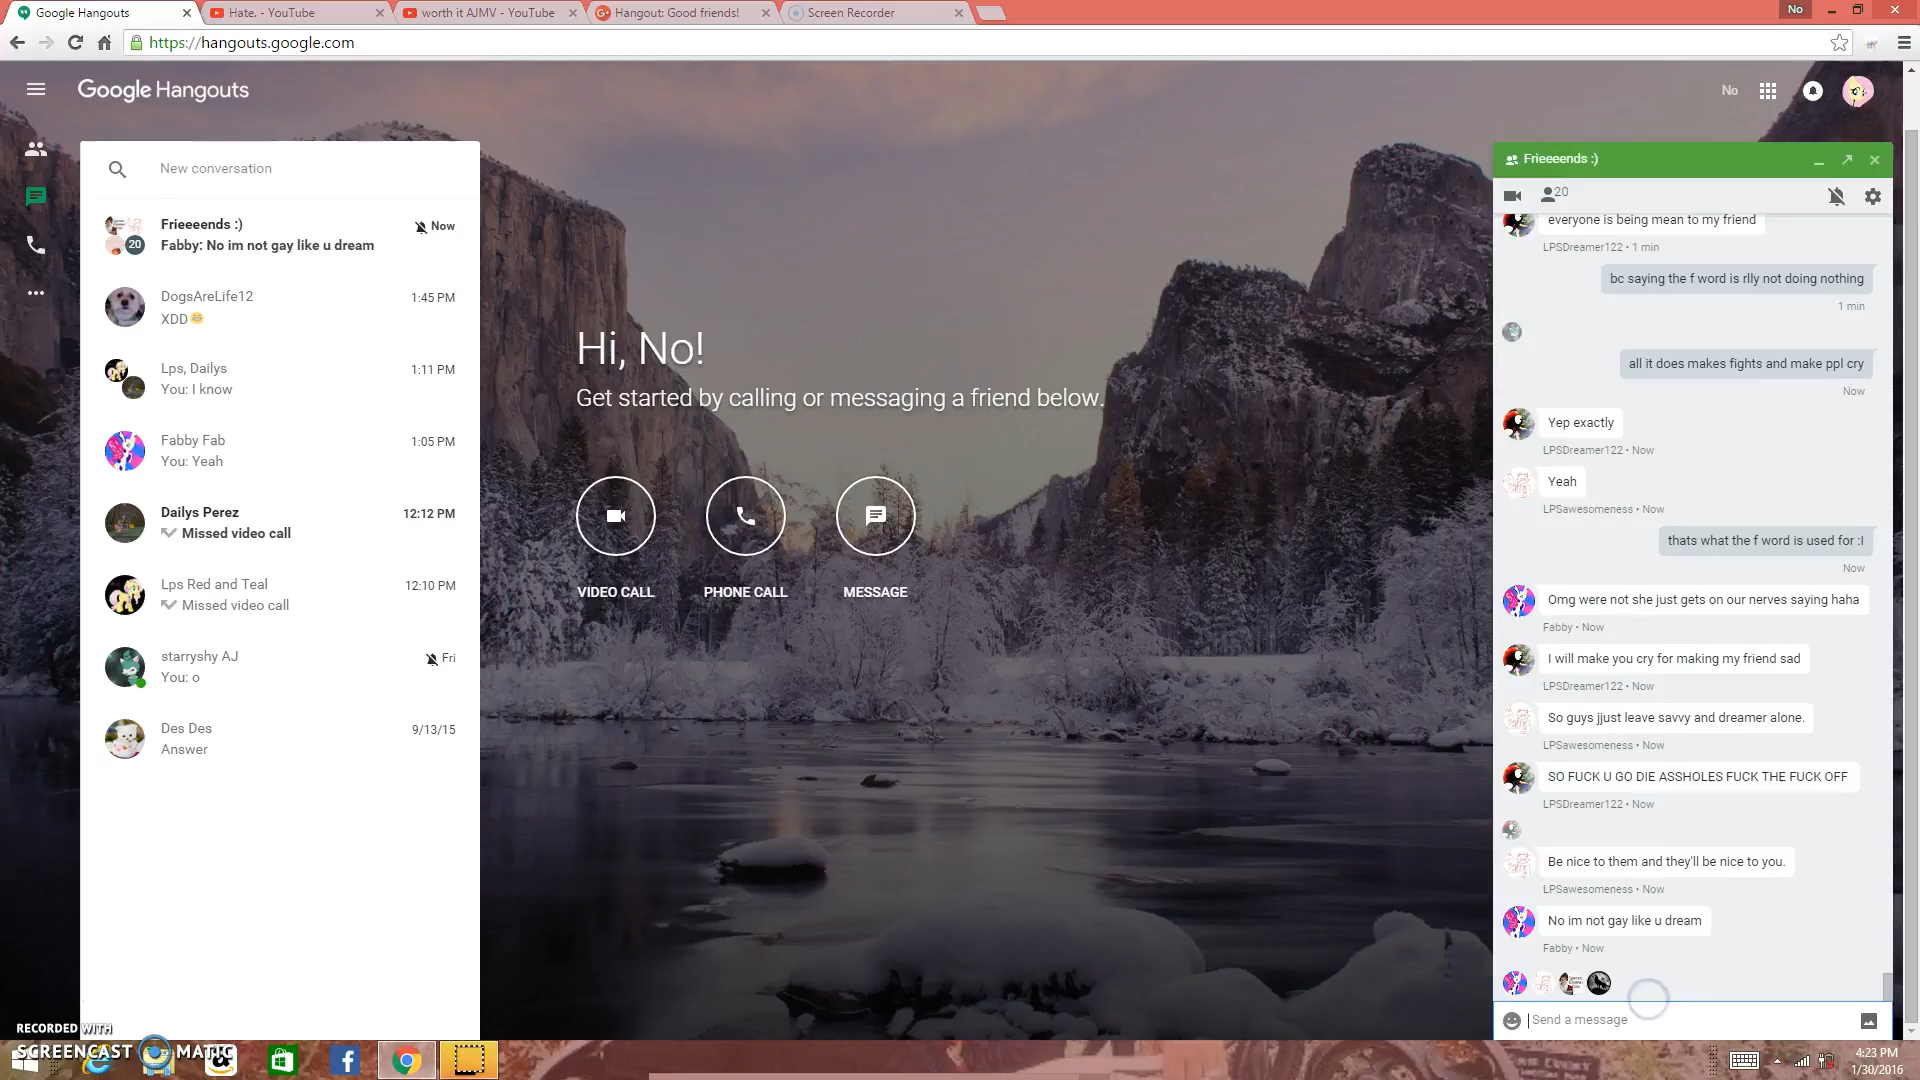 Google Hangouts
Hate. - YouTube
worth it AJMV - YouTube
Hangout: Good friends!
Screen Recorder
No
https://hangouts.google.com
Google Hangouts
No
New conversation
Frieeeends :)
Now
20
Fabby: No im not gay like u dream
DogsAreLife12
1:45 PM
XDD
Lps, Dailys
1:11 PM
You: I know
Fabby Fab
1:05 PM
You: Yeah
Dailys Perez
12:12 PM
Missed video call
Lps Red and Teal
12:10 PM
Missed video call
starryshy AJ
Fri
You: o
Des Des
9/13/15
Answer
Hi, No!
Get started by calling or messaging a friend below.
VIDEO CALL
PHONE CALL
MESSAGE
Frieeeends :)
20
everyone is being mean to my friend
LPSDreamer122 • 1 min
bc saying the f word is rlly not doing nothing
1 min
all it does makes fights and make ppl cry
Now
Yep exactly
LPSDreamer122 • Now
Yeah
LPSawesomeness • Now
thats what the f word is used for :I
Now
Omg were not she just gets on our nerves saying haha
Fabby • Now
I will make you cry for making my friend sad
LPSDreamer122 • Now
So guys jjust leave savvy and dreamer alone.
LPSawesomeness • Now
SO FUCK U GO DIE ASSHOLES FUCK THE FUCK OFF
LPSDreamer122 • Now
Be nice to them and they'll be nice to you.
LPSawesomeness • Now
No im not gay like u dream
Fabby • Now
Send a message
RECORDED WITH
SCREENCAST MATIC
4:23 PM
1/30/2016